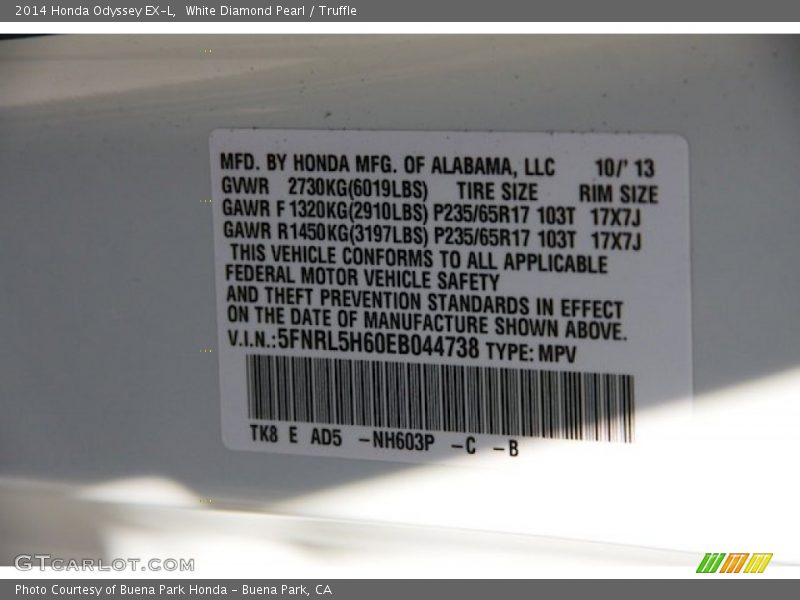 2014 Honda Odyssey EX-L, White Diamond Pearl / Truffle
MFD. BY HONDA MFG. OF ALABAMA, LLC 10/' 13
GVWR 2730KG(6019LBS) TIRE SIZE RIM SIZE
GAWR F 1320KG(2910LBS) P235/65R17 103T 17X7J
GAWR R1450KG(3197LBS) P235/65R17 103T 17X7J
THIS VEHICLE CONFORMS TO ALL APPLICABLE
FEDERAL MOTOR VEHICLE SAFETY
AND THEFT PREVENTION STANDARDS IN EFFECT
ON THE DATE OF MANUFACTURE SHOWN ABOVE.
V.I.N.:5FNRL5H60EB044738 TYPE: MPV
TK8 E AD5 -NH603P -C -B
GTCARLOT.COM
Photo Courtesy of Buena Park Honda - Buena Park, CA